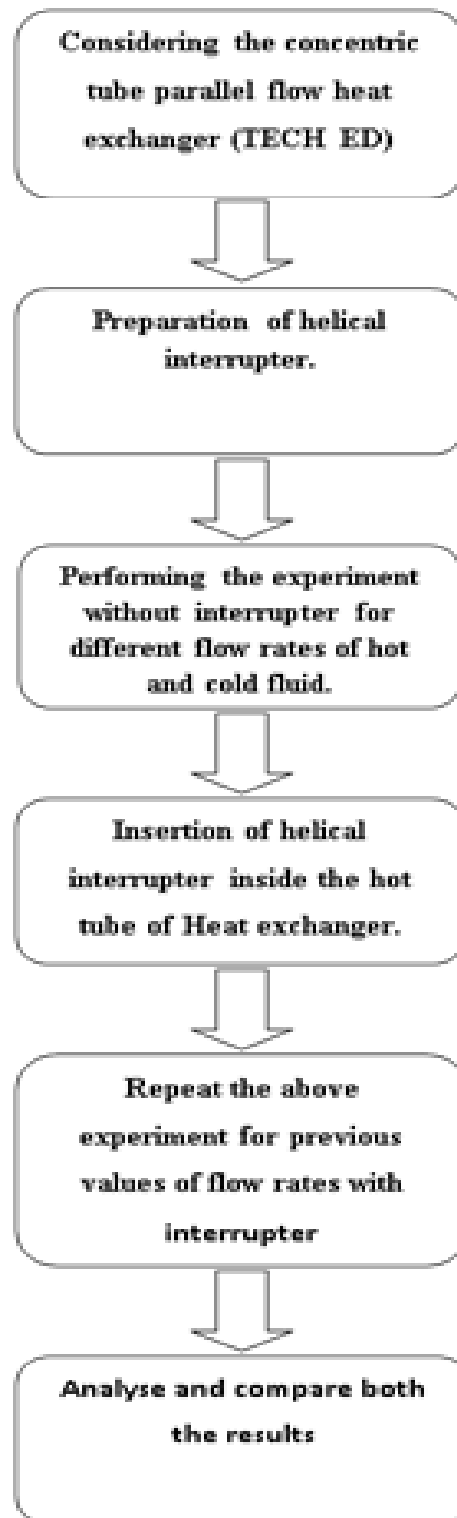 Considering the concentric
tube parallel flow heat
exchanger (TECH ED)
Preparation of helical
interrupter.
Performing the experiment
without interrupter for
different flow rates of hot
and cold fluid.
Insertion of helical
interrupter inside the hot
tube of Heat exchanger.
Repeat the above
experiment for previous
values of flow rates with
interrupter
Analyse and compare both
the results